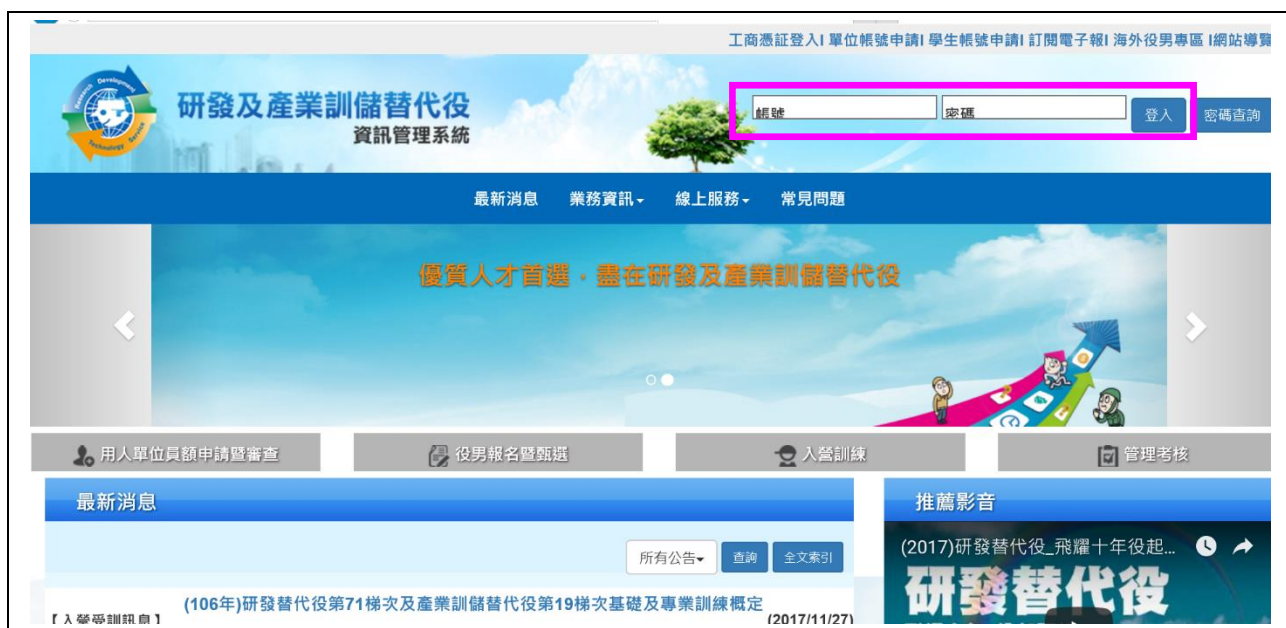 工商憑証登入I 單位帳號申請I 學生帳號申請I 訂閱電子報I 海外役男專區 I網站導覽
Research Development
Technology Service
研發及產業訓儲替代役
資訊管理系統
帳號 密碼 登入 密碼查詢
最新消息 業務資訊 線上服務 常見問題
優質人才首選．盡在研發及產業訓儲替代役
用人單位員額申請暨審查 役男報名暨甄選 入營訓練 管理考核
最新消息
所有公告 查詢 全文索引
(106年)研發替代役第71梯次及產業訓儲替代役第19梯次基礎及專業訓練概定
【入營受訓訊息】 (2017/11/27)
推薦影音
(2017)研發替代役_飛耀十年役起...
研發替代役